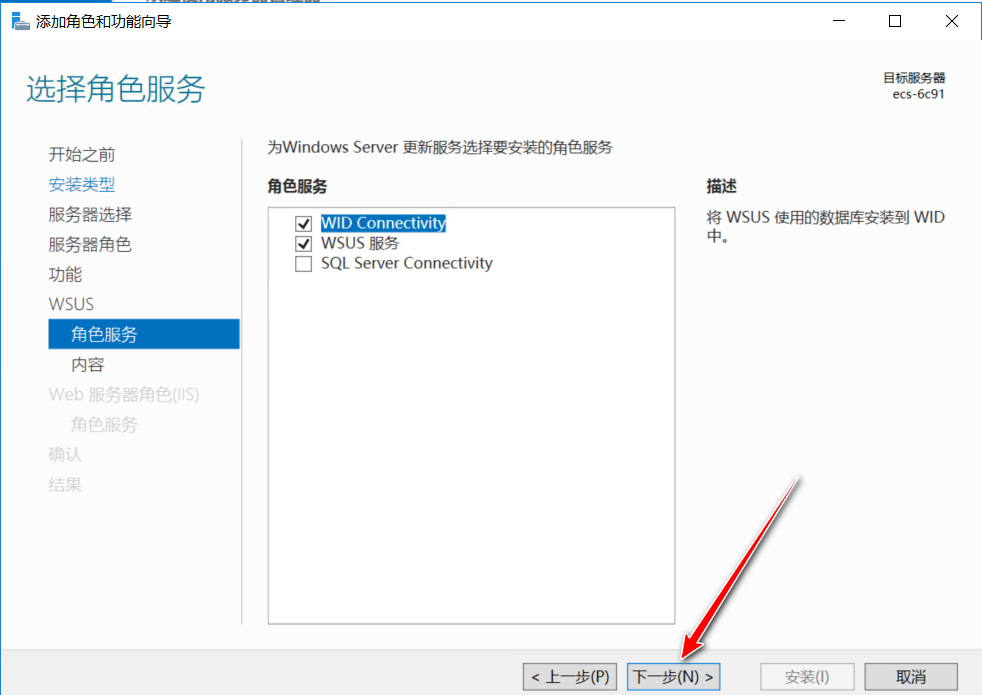 添加角色和功能向导
选择角色服务
目标服务器
ecs-6c91
开始之前
安装类型
服务器选择
服务器角色
功能
WSUS
角色服务
内容
Web 服务器角色(IIS)
角色服务
确认
结果
为Windows Server 更新服务选择要安装的角色服务
角色服务
WID Connectivity
WSUS 服务
SQL Server Connectivity
描述
将 WSUS 使用的数据库安装到 WID
中。
< 上一步(P)
下一步(N) >
安装(I)
取消